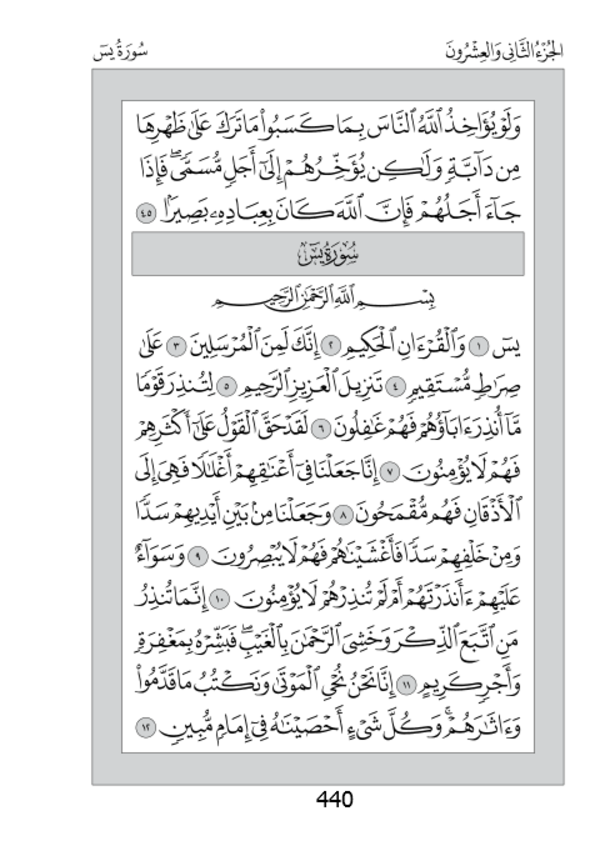 الجُزْءُ الثَّانِي وَالعِشْرُونَ
سُورَةُ يسٓ
وَلَوْ يُؤَاخِذُ ٱللَّهُ ٱلنَّاسَ بِمَا كَسَبُواْ مَا تَرَكَ عَلَىٰ ظَهْرِهَا
مِن دَآبَّةٖ وَلَٰكِن يُؤَخِّرُهُمۡ إِلَىٰٓ أَجَلٖ مُّسَمّٗىۖ فَإِذَا
جَآءَ أَجَلُهُمۡ فَإِنَّ ٱللَّهَ كَانَ بِعِبَادِهِۦ بَصِيرَۢا ٤٥
سُورَةُ يسٓ
بِسۡمِ ٱللَّهِ ٱلرَّحۡمَٰنِ ٱلرَّحِيمِ
يسٓ ١ وَٱلۡقُرۡءَانِ ٱلۡحَكِيمِ ٢ إِنَّكَ لَمِنَ ٱلۡمُرۡسَلِينَ ٣ عَلَىٰ
صِرَٰطٖ مُّسۡتَقِيمٖ ٤ تَنزِيلَ ٱلۡعَزِيزِ ٱلرَّحِيمِ ٥ لِتُنذِرَ قَوۡمٗا
مَّآ أُنذِرَ ءَابَآؤُهُمۡ فَهُمۡ غَٰفِلُونَ ٦ لَقَدۡ حَقَّ ٱلۡقَوۡلُ عَلَىٰٓ أَكۡثَرِهِمۡ
فَهُمۡ لَا يُؤۡمِنُونَ ٧ إِنَّا جَعَلۡنَا فِيٓ أَعۡنَٰقِهِمۡ أَغۡلَٰلٗا فَهِيَ إِلَى
ٱلۡأَذۡقَانِ فَهُم مُّقۡمَحُونَ ٨ وَجَعَلۡنَا مِنۢ بَيۡنِ أَيۡدِيهِمۡ سَدّٗا
وَمِنۡ خَلۡفِهِمۡ سَدّٗا فَأَغۡشَيۡنَٰهُمۡ فَهُمۡ لَا يُبۡصِرُونَ ٩ وَسَوَآءٌ
عَلَيۡهِمۡ ءَأَنذَرۡتَهُمۡ أَمۡ لَمۡ تُنذِرۡهُمۡ لَا يُؤۡمِنُونَ ١٠ إِنَّمَا تُنذِرُ
مَنِ ٱتَّبَعَ ٱلذِّكۡرَ وَخَشِيَ ٱلرَّحۡمَٰنَ بِٱلۡغَيۡبِۖ فَبَشِّرۡهُ بِمَغۡفِرَةٖ
وَأَجۡرٖ كَرِيمٍ ١١ إِنَّا نَحۡنُ نُحۡيِ ٱلۡمَوۡتَىٰ وَنَكۡتُبُ مَا قَدَّمُواْ
وَءَاثَٰرَهُمۡۚ وَكُلَّ شَيۡءٍ أَحۡصَيۡنَٰهُ فِيٓ إِمَامٖ مُّبِينٖ ١٢
440